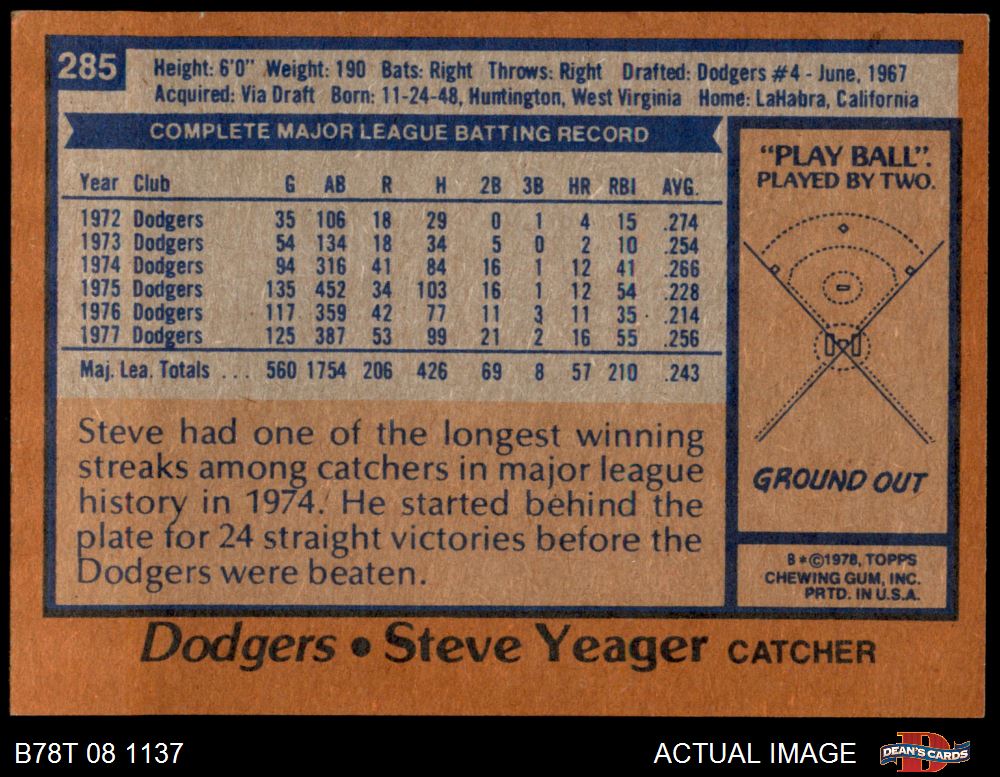 285
Height: 6'0" Weight: 190 Bats: Right Throws: Right Drafted: Dodgers #4 - June, 1967
Acquired: Via Draft Born: 11-24-48, Huntington, West Virginia Home: LaHabra, California
COMPLETE MAJOR LEAGUE BATTING RECORD
Year Club G AB R H 2B 3B HR RBI AVG.
1972 Dodgers 35 106 18 29 0 1 4 15 .274
1973 Dodgers 54 134 18 34 5 0 2 10 .254
1974 Dodgers 94 316 41 84 16 1 12 41 .266
1975 Dodgers 135 452 34 103 16 1 12 54 .228
1976 Dodgers 117 359 42 77 11 3 11 35 .214
1977 Dodgers 125 387 53 99 21 2 16 55 .256
Maj. Lea. Totals ... 560 1754 206 426 69 8 57 210 .243
Steve had one of the longest winning
streaks among catchers in major league
history in 1974. He started behind the
plate for 24 straight victories before the
Dodgers were beaten.
"PLAY BALL".
PLAYED BY TWO.
GROUND OUT
B*©1978, TOPPS
CHEWING GUM, INC.
PRTD. IN U.S.A.
Dodgers • Steve Yeager CATCHER
B78T 08 1137
ACTUAL IMAGE
DEAN'S CARDS